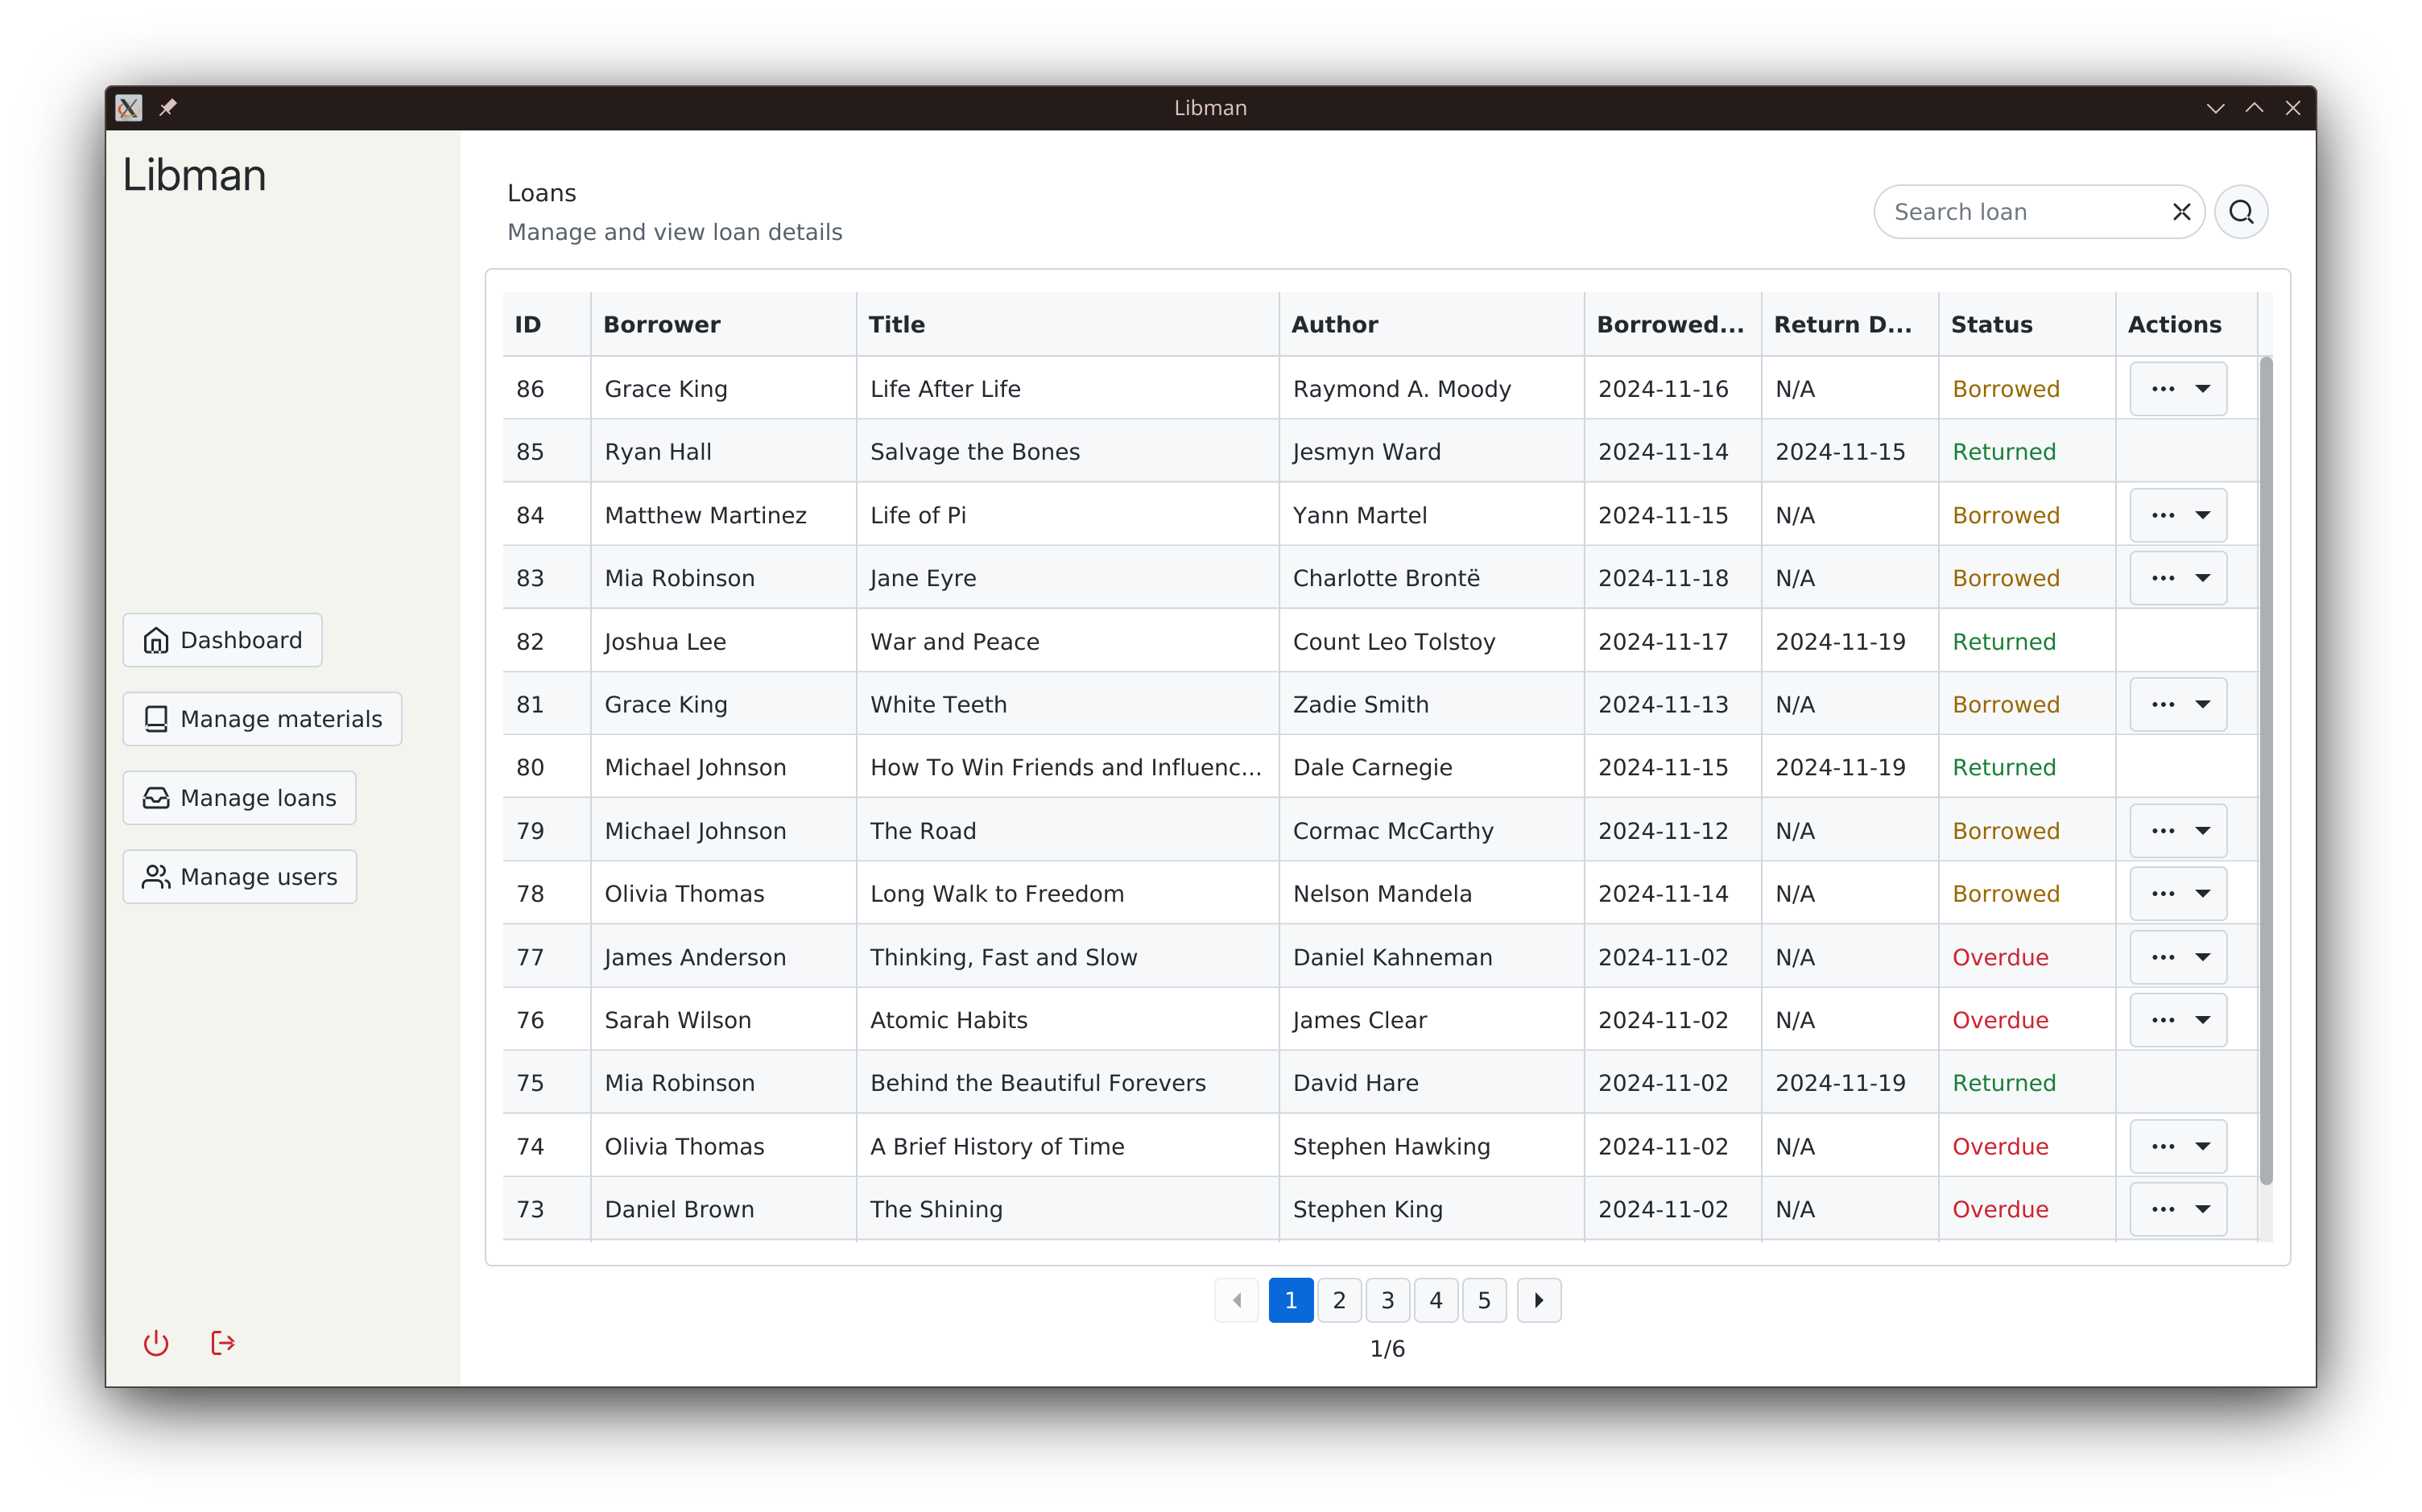 Libman
Libman
Loans
Manage and view loan details
Search loan
ID Borrower Title Author Borrowed... Return D... Status Actions
86 Grace King Life After Life Raymond A. Moody 2024-11-16 N/A Borrowed
85 Ryan Hall Salvage the Bones Jesmyn Ward 2024-11-14 2024-11-15 Returned
84 Matthew Martinez Life of Pi Yann Martel 2024-11-15 N/A Borrowed
83 Mia Robinson Jane Eyre Charlotte Brontë 2024-11-18 N/A Borrowed
82 Joshua Lee War and Peace Count Leo Tolstoy 2024-11-17 2024-11-19 Returned
81 Grace King White Teeth Zadie Smith 2024-11-13 N/A Borrowed
80 Michael Johnson How To Win Friends and Influenc... Dale Carnegie 2024-11-15 2024-11-19 Returned
79 Michael Johnson The Road Cormac McCarthy 2024-11-12 N/A Borrowed
78 Olivia Thomas Long Walk to Freedom Nelson Mandela 2024-11-14 N/A Borrowed
77 James Anderson Thinking, Fast and Slow Daniel Kahneman 2024-11-02 N/A Overdue
76 Sarah Wilson Atomic Habits James Clear 2024-11-02 N/A Overdue
75 Mia Robinson Behind the Beautiful Forevers David Hare 2024-11-02 2024-11-19 Returned
74 Olivia Thomas A Brief History of Time Stephen Hawking 2024-11-02 N/A Overdue
73 Daniel Brown The Shining Stephen King 2024-11-02 N/A Overdue
Dashboard
Manage materials
Manage loans
Manage users
1 2 3 4 5
1/6